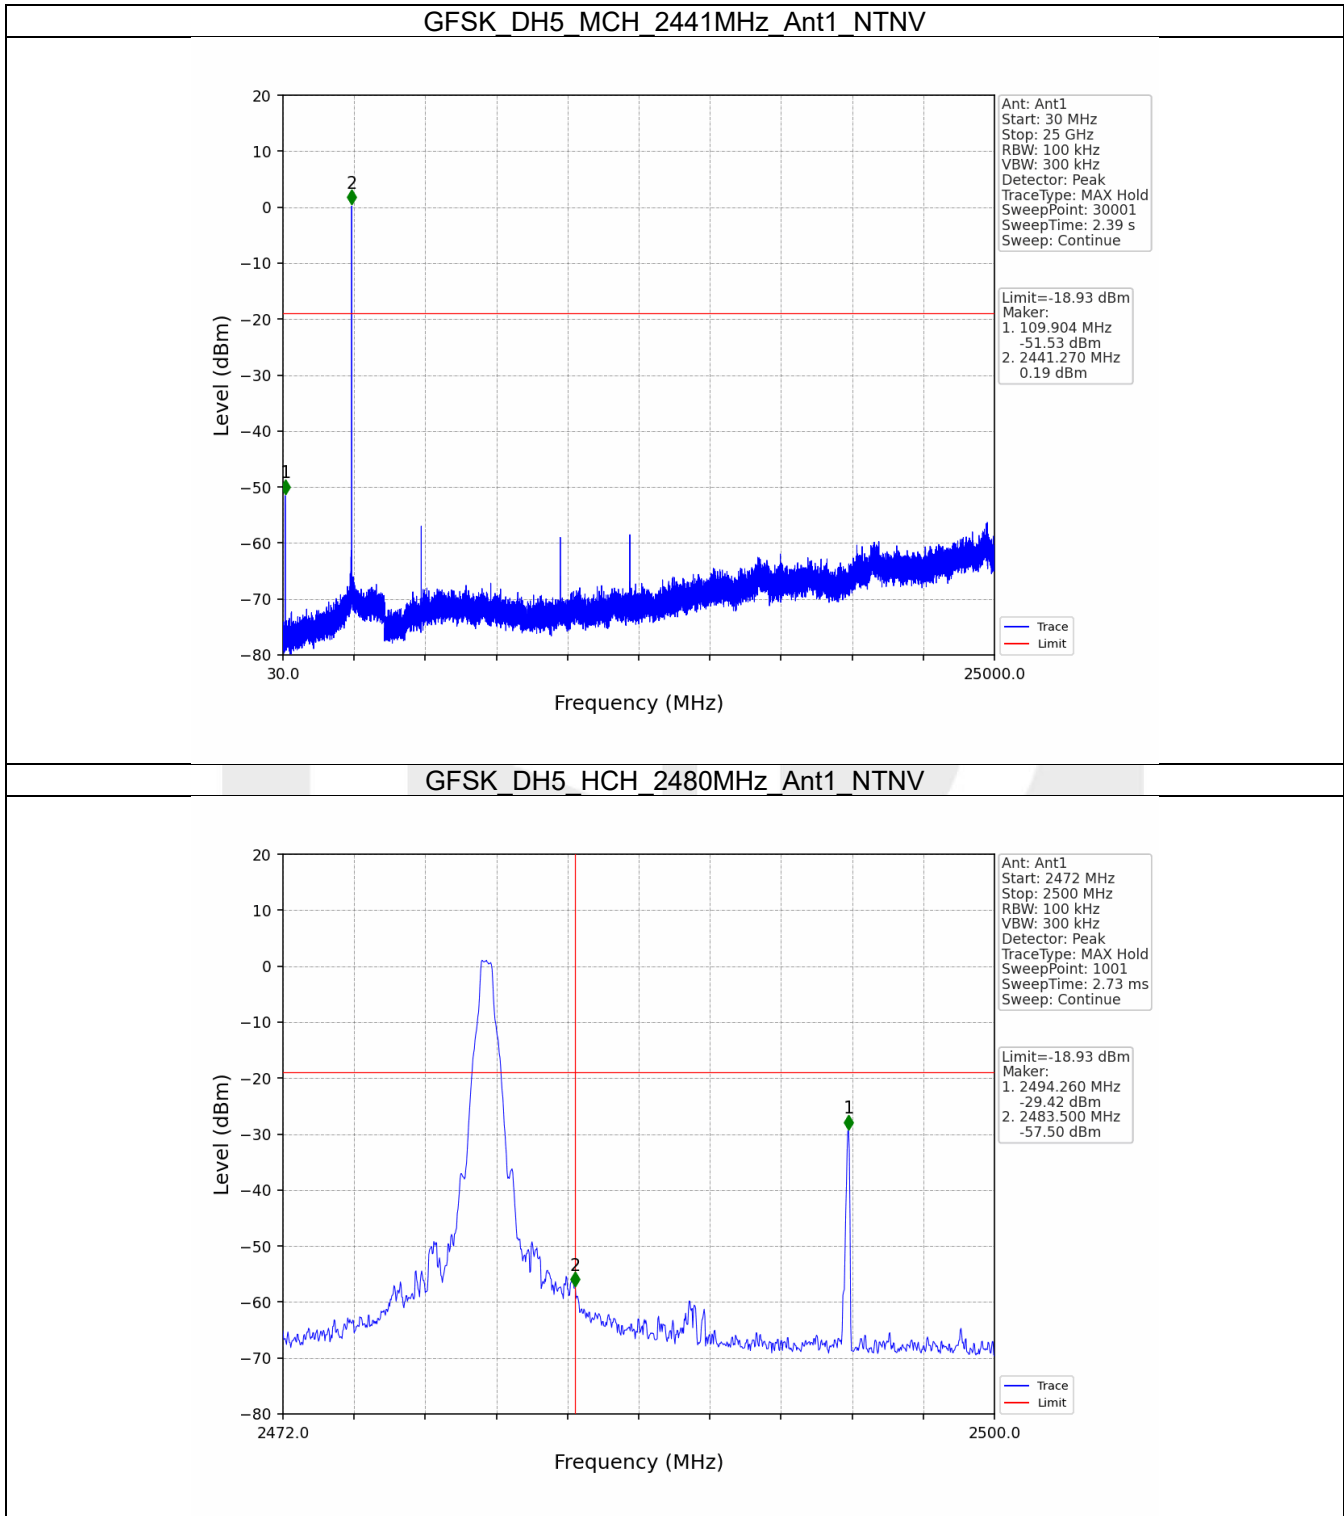 GFSK_DH5_MCH_2441MHz_Ant1_NTNV
20
10
0
−10
−20
−30
−40
−50
−60
−70
−80
Level (dBm)
1
2
30.0
25000.0
Frequency (MHz)
Ant: Ant1
Start: 30 MHz
Stop: 25 GHz
RBW: 100 kHz
VBW: 300 kHz
Detector: Peak
TraceType: MAX Hold
SweepPoint: 30001
SweepTime: 2.39 s
Sweep: Continue
Limit=-18.93 dBm
Maker:
1. 109.904 MHz
-51.53 dBm
2. 2441.270 MHz
0.19 dBm
Trace
Limit
GFSK_DH5_HCH_2480MHz_Ant1_NTNV
20
10
0
−10
−20
−30
−40
−50
−60
−70
−80
Level (dBm)
2
1
2472.0
2500.0
Frequency (MHz)
Ant: Ant1
Start: 2472 MHz
Stop: 2500 MHz
RBW: 100 kHz
VBW: 300 kHz
Detector: Peak
TraceType: MAX Hold
SweepPoint: 1001
SweepTime: 2.73 ms
Sweep: Continue
Limit=-18.93 dBm
Maker:
1. 2494.260 MHz
-29.42 dBm
2. 2483.500 MHz
-57.50 dBm
Trace
Limit